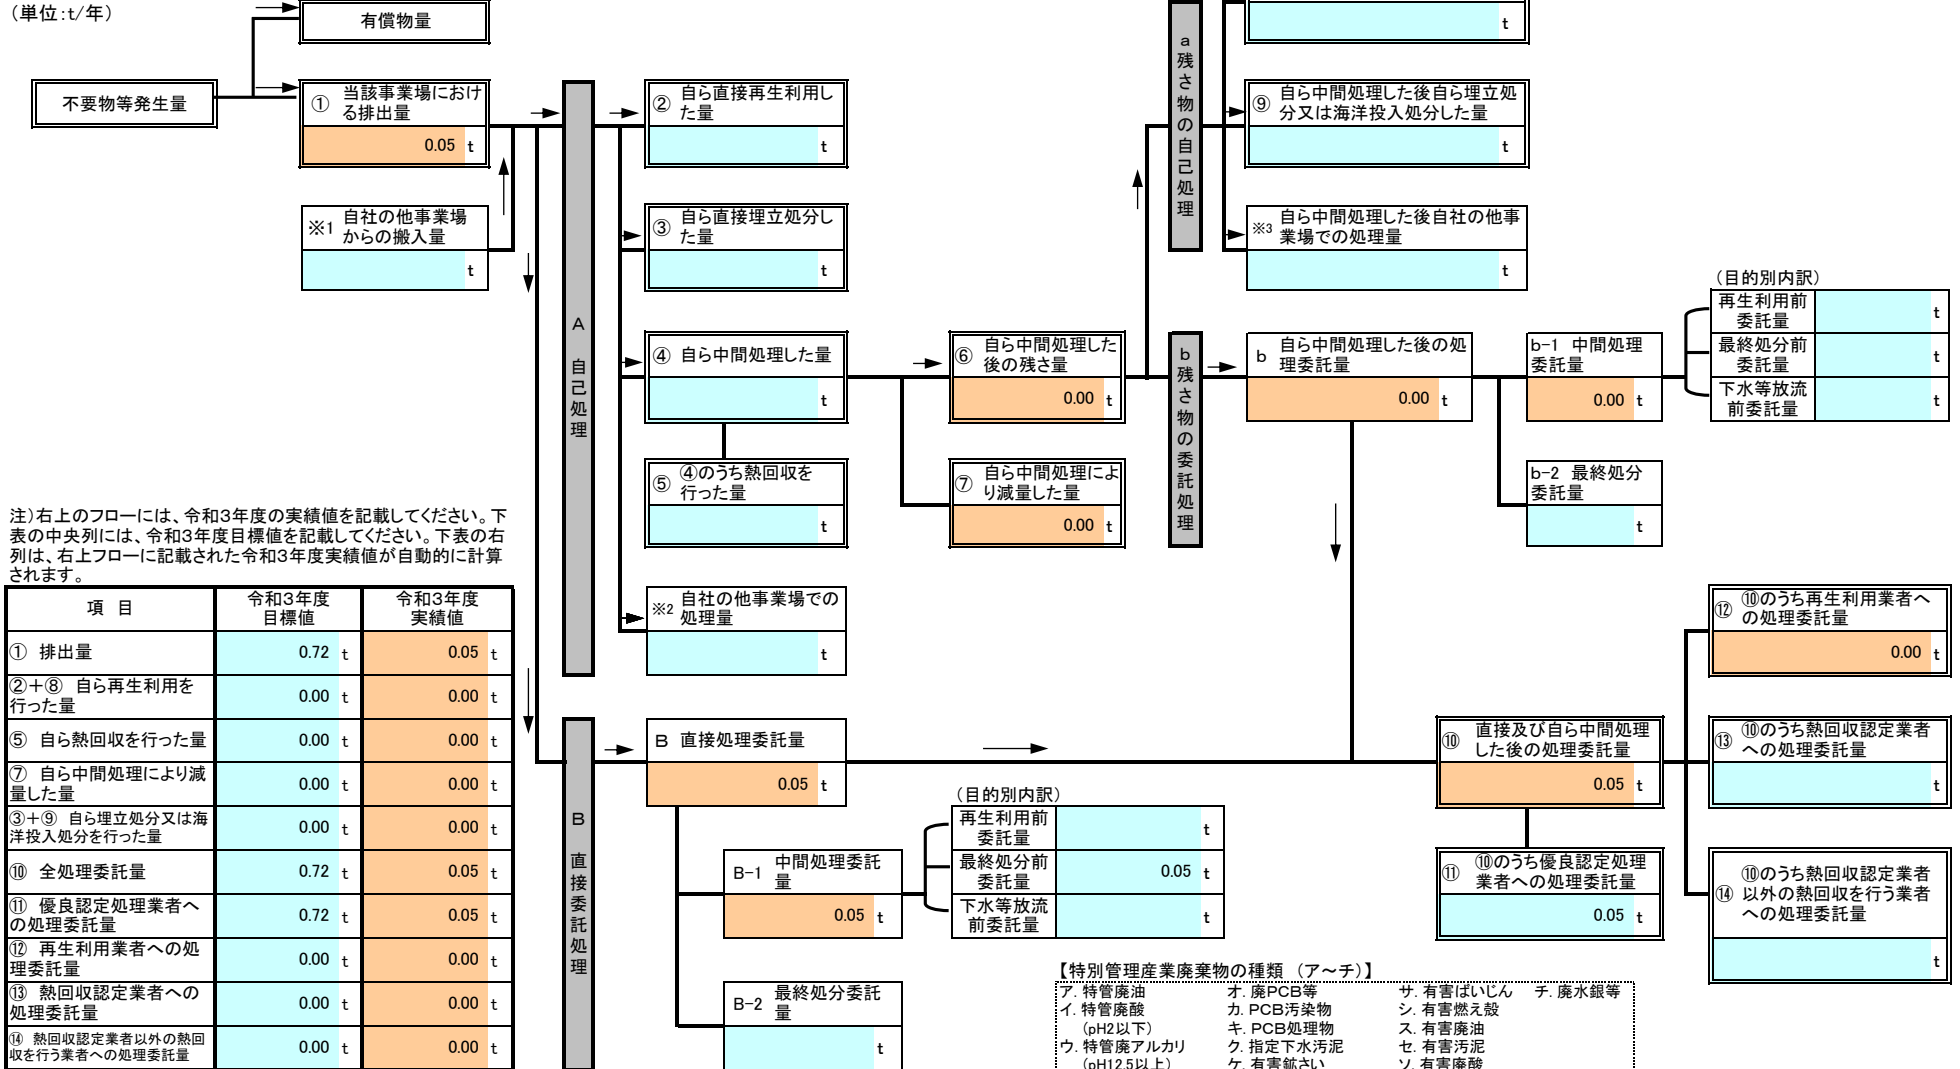 （単位：t/年）
有償物量
t
不要物等発生量
① 当該事業場におけ
る排出量
0.05 t
※1 自社の他事業場
からの搬入量
t
A 自己処理
② 自ら直接再生利用し
た量
t
③ 自ら直接埋立処分し
た量
t
④ 自ら中間処理した量
t
⑤ ④のうち熱回収を
行った量
t
※2 自社の他事業場での
処理量
t
⑥ 自ら中間処理した
後の残さ量
0.00 t
⑦ 自ら中間処理によ
り減量した量
0.00 t
a 残さ物の自己処理
⑨ 自ら中間処理した後自ら埋立処
分又は海洋投入処分した量
t
※3 自ら中間処理した後自社の他事
業場での処理量
t
b 残さ物の委託処理
b 自ら中間処理した後の処
理委託量
0.00 t
b-1 中間処理
委託量
0.00 t
b-2 最終処分
委託量
t
（目的別内訳）
再生利用前
委託量
t
最終処分前
委託量
t
下水等放流
前委託量
t
注）右上のフローには、令和３年度の実績値を記載してください。下
表の中央列には、令和３年度目標値を記載してください。下表の右
列は、右上フローに記載された令和３年度実績値が自動的に計算
されます。
項 目 令和３年度
目標値 令和３年度
実績値
① 排出量 0.72 t 0.05 t
②＋⑧ 自ら再生利用を
行った量 0.00 t 0.00 t
⑤ 自ら熱回収を行った量 0.00 t 0.00 t
⑦ 自ら中間処理により減
量した量 0.00 t 0.00 t
③＋⑨ 自ら埋立処分又は海
洋投入処分を行った量 0.00 t 0.00 t
⑩ 全処理委託量 0.72 t 0.05 t
⑪ 優良認定処理業者へ
の処理委託量 0.72 t 0.05 t
⑫ 再生利用業者への処
理委託量 0.00 t 0.00 t
⑬ 熱回収認定業者への
処理委託量 0.00 t 0.00 t
⑭ 熱回収認定業者以外の熱回
収を行う業者への処理委託量 0.00 t 0.00 t
B 直接委託処理
B 直接処理委託量
0.05 t
B-1 中間処理委託
量
0.05 t
B-2 最終処分委託
量
t
（目的別内訳）
再生利用前
委託量
t
最終処分前
委託量
0.05 t
下水等放流
前委託量
t
⑩ 直接及び自ら中間処理
した後の処理委託量
0.05 t
⑪ ⑩のうち優良認定処理
業者への処理委託量
0.05 t
⑫ ⑩のうち再生利用業者へ
の処理委託量
0.00 t
⑬ ⑩のうち熱回収認定業者
への処理委託量
t
⑭ ⑩のうち熱回収認定業者
以外の熱回収を行う業者
への処理委託量
t
【特別管理産業廃棄物の種類 （ア～チ）】
ア. 特管廃油 オ. 廃PCB等 サ. 有害ばいじん チ. 廃水銀等
イ. 特管廃酸 カ. PCB汚染物 シ. 有害燃え殻
（pH2以下） キ. PCB処理物 ス. 有害廃油
ウ. 特管廃アルカリ ク. 指定下水汚泥 セ. 有害汚泥
（pH12.5以上） ケ. 有害鉱さい ソ. 有害廃酸